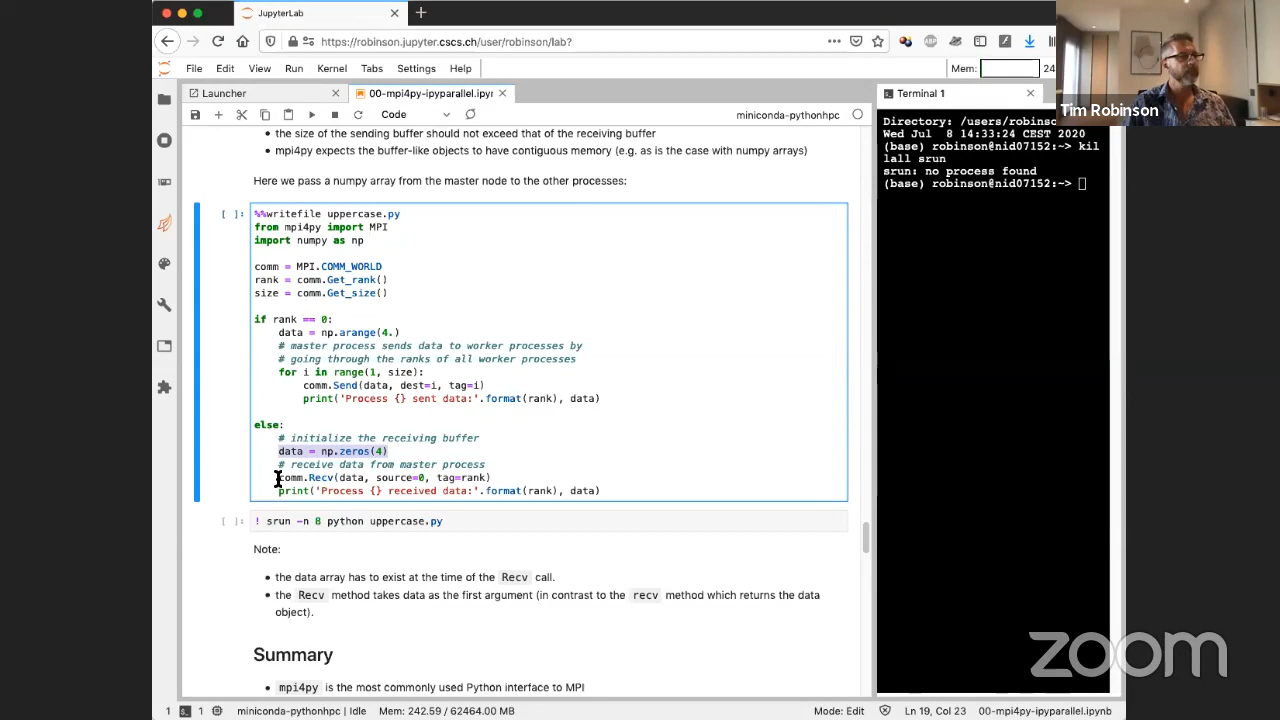 JupyterLab
https://robinson.jupyter.cscs.ch/user/robinson/lab?
ABP
File Edit View Run Kernel Tabs Settings Help
Mem: 24
Launcher
00-mpi4py-ipyparallel.ipyn
Terminal 1
Tim Robinson
Code
miniconda-pythonhpc
Directory: /users/robinso
Wed Jul  8 14:33:24 CEST 2020
(base) robinson@nid07152:~> kil
lall srun
srun: no process found
(base) robinson@nid07152:~>
the size of the sending buffer should not exceed that of the receiving buffer
mpi4py expects the buffer-like objects to have contiguous memory (e.g. as is the case with numpy arrays)
Here we pass a numpy array from the master node to the other processes:
[ ]: %%writefile uppercase.py
from mpi4py import MPI
import numpy as np
comm = MPI.COMM_WORLD
rank = comm.Get_rank()
size = comm.Get_size()
if rank == 0:
    data = np.arange(4.)
    # master process sends data to worker processes by
    # going through the ranks of all worker processes
    for i in range(1, size):
        comm.Send(data, dest=i, tag=i)
        print('Process {} sent data:'.format(rank), data)
else:
    # initialize the receiving buffer
    data = np.zeros(4)
    # receive data from master process
    comm.Recv(data, source=0, tag=rank)
    print('Process {} received data:'.format(rank), data)
[ ]: ! srun -n 8 python uppercase.py
Note:
the data array has to exist at the time of the Recv call.
the Recv method takes data as the first argument (in contrast to the recv method which returns the data
object).
Summary
mpi4py is the most commonly used Python interface to MPI
zoom
1 1 miniconda-pythonhpc | Idle Mem: 242.59 / 62464.00 MB Mode: Edit Ln 19, Col 23 00-mpi4py-ipyparallel.ipynb